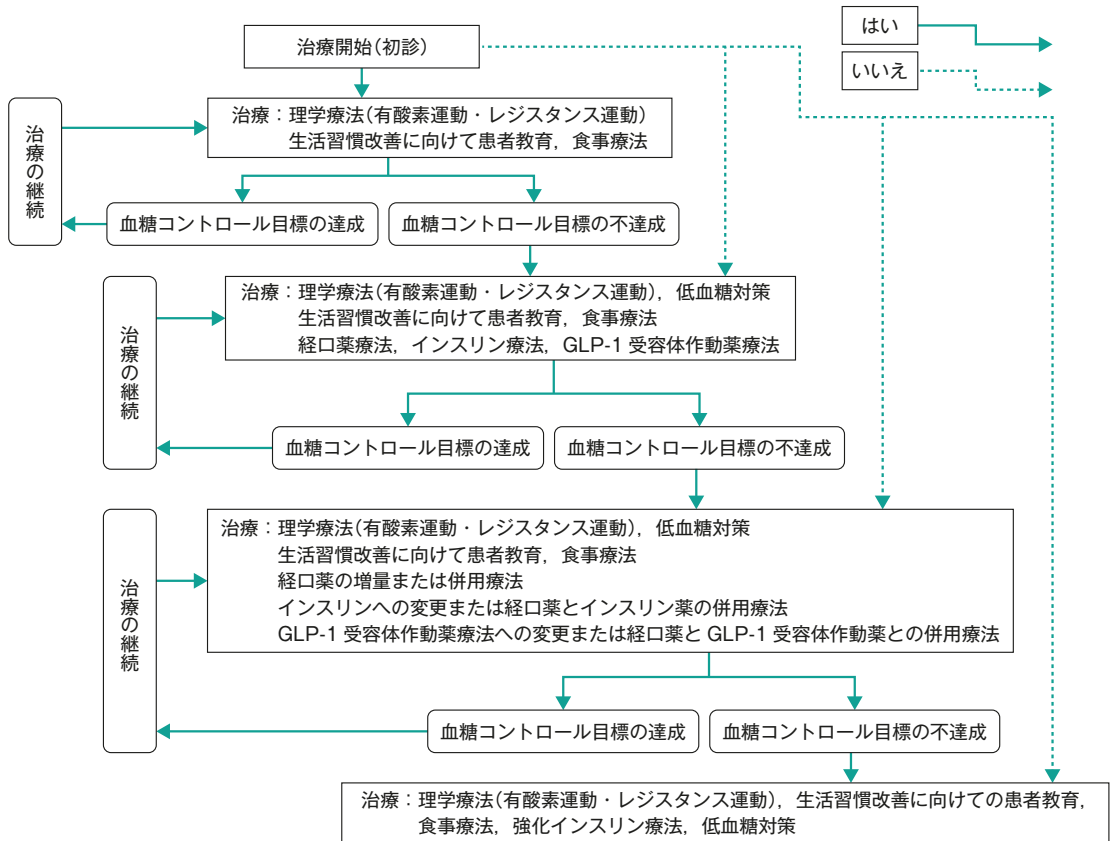 治療開始(初診)
はい
いいえ
治療の継続
治療：理学療法(有酸素運動・レジスタンス運動)
生活習慣改善に向けて患者教育，食事療法
血糖コントロール目標の達成
血糖コントロール目標の不達成
治療の継続
治療：理学療法(有酸素運動・レジスタンス運動)，低血糖対策
生活習慣改善に向けて患者教育，食事療法
経口薬療法，インスリン療法，GLP-1 受容体作動薬療法
血糖コントロール目標の達成
血糖コントロール目標の不達成
治療の継続
治療：理学療法(有酸素運動・レジスタンス運動)，低血糖対策
生活習慣改善に向けて患者教育，食事療法
経口薬の増量または併用療法
インスリンへの変更または経口薬とインスリン薬の併用療法
GLP-1 受容体作動薬療法への変更または経口薬と GLP-1 受容体作動薬との併用療法
血糖コントロール目標の達成
血糖コントロール目標の不達成
治療：理学療法(有酸素運動・レジスタンス運動)，生活習慣改善に向けての患者教育，
食事療法，強化インスリン療法，低血糖対策